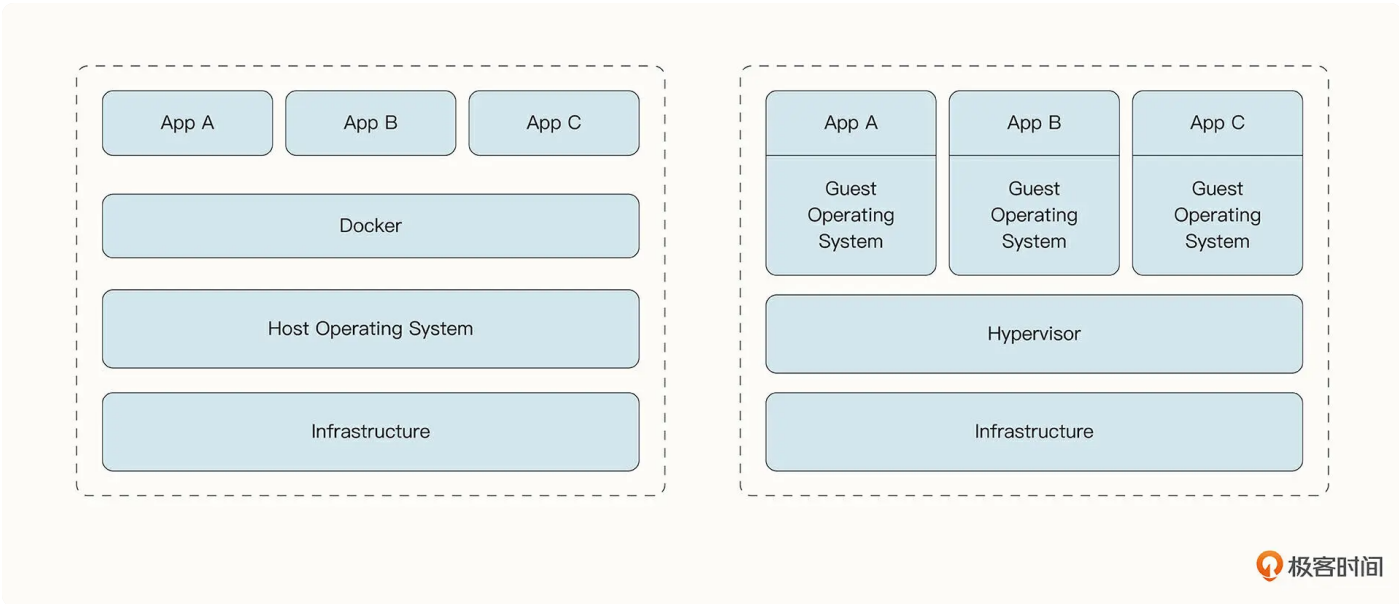 App A
App B
App C
Docker
Host Operating System
Infrastructure
App A
App B
App C
Guest
Operating
System
Guest
Operating
System
Guest
Operating
System
Hypervisor
Infrastructure
极客时间